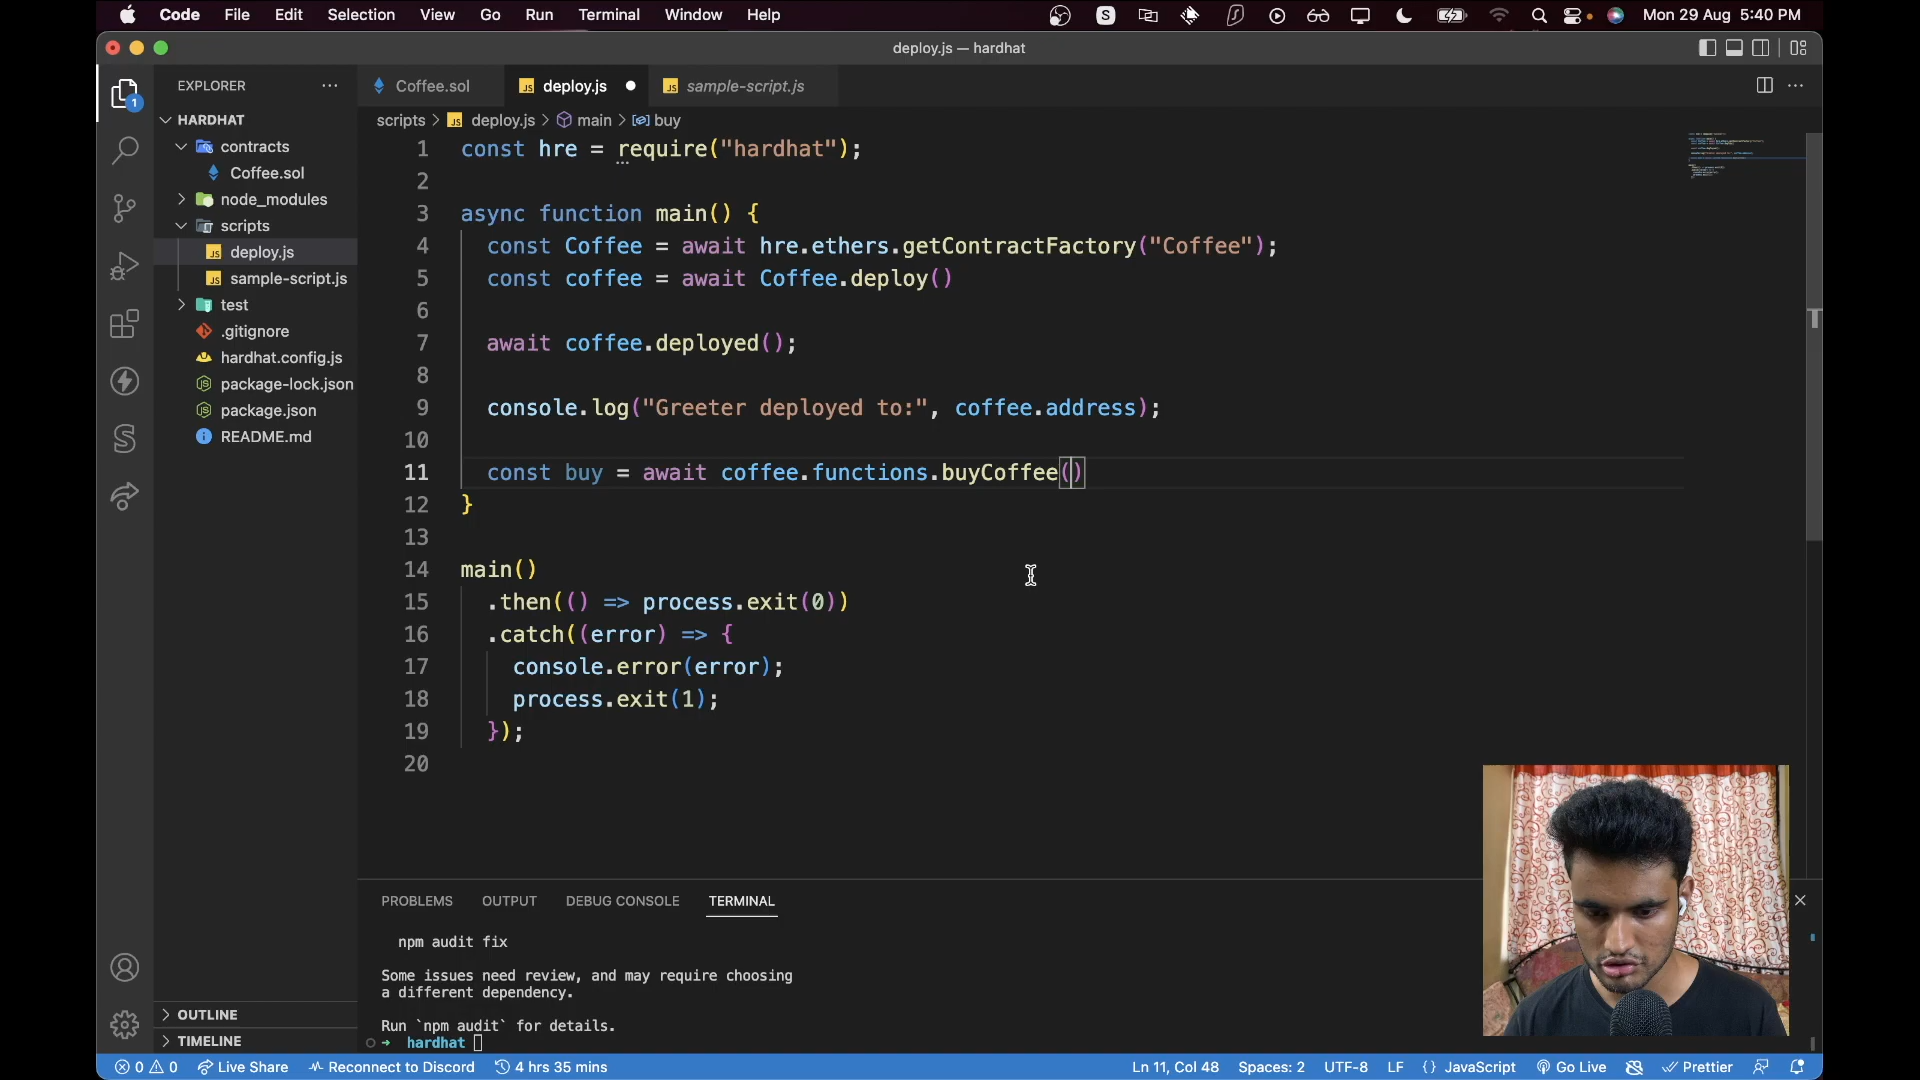 Code File Edit Selection View Go Run Terminal Window Help
Mon 29 Aug 5:40 PM
deploy.js — hardhat
EXPLORER
Coffee.sol
deploy.js
sample-script.js
scripts > deploy.js > main > buy
1
HARDHAT
contracts
Coffee.sol
node_modules
scripts
deploy.js
sample-script.js
test
.gitignore
hardhat.config.js
package-lock.json
package.json
README.md
1 const hre = require("hardhat");
2
3 async function main() {
4 const Coffee = await hre.ethers.getContractFactory("Coffee");
5 const coffee = await Coffee.deploy()
6
7 await coffee.deployed();
8
9 console.log("Greeter deployed to:", coffee.address);
10
11 const buy = await coffee.functions.buyCoffee()
12 }
13
14 main()
15 .then(() => process.exit(0))
16 .catch((error) => {
17 console.error(error);
18 process.exit(1);
19 });
20
PROBLEMS OUTPUT DEBUG CONSOLE TERMINAL
npm audit fix
Some issues need review, and may require choosing
a different dependency.
Run `npm audit` for details.
➜ hardhat
OUTLINE
TIMELINE
0 0 Live Share Reconnect to Discord 4 hrs 35 mins
Ln 11, Col 48 Spaces: 2 UTF-8 LF {} JavaScript Go Live Prettier